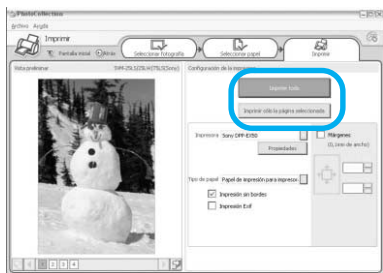 PhotoCollection
Archivo Ayuda
Imprimir
Pantalla inicial Atrás Seleccionar fotografía Seleccionar papel Imprimir
Vista preliminar Configuración de la impresora
Imprimir todo
Imprimir sólo la página seleccionada
Impresora Sony DPP-EX50
Propiedades
Márgenes
Tipo de papel Papel de impresión para impresor
Impresión sin bordes
Impresión Exif
1 2 3 4